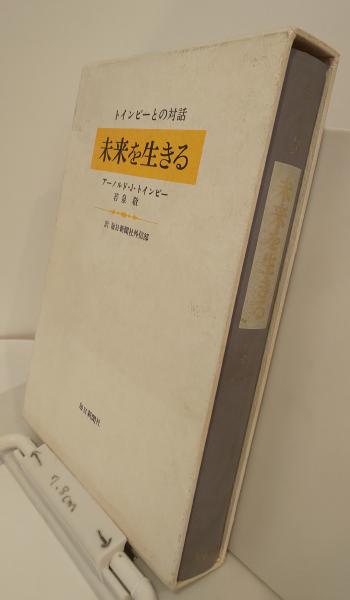 トインビーとの対話
未来を生きる
アーノルド・J・トインビー
若泉 敬
訳 毎日新聞社外信部
毎日新聞社
未来を生きる
7.8cm